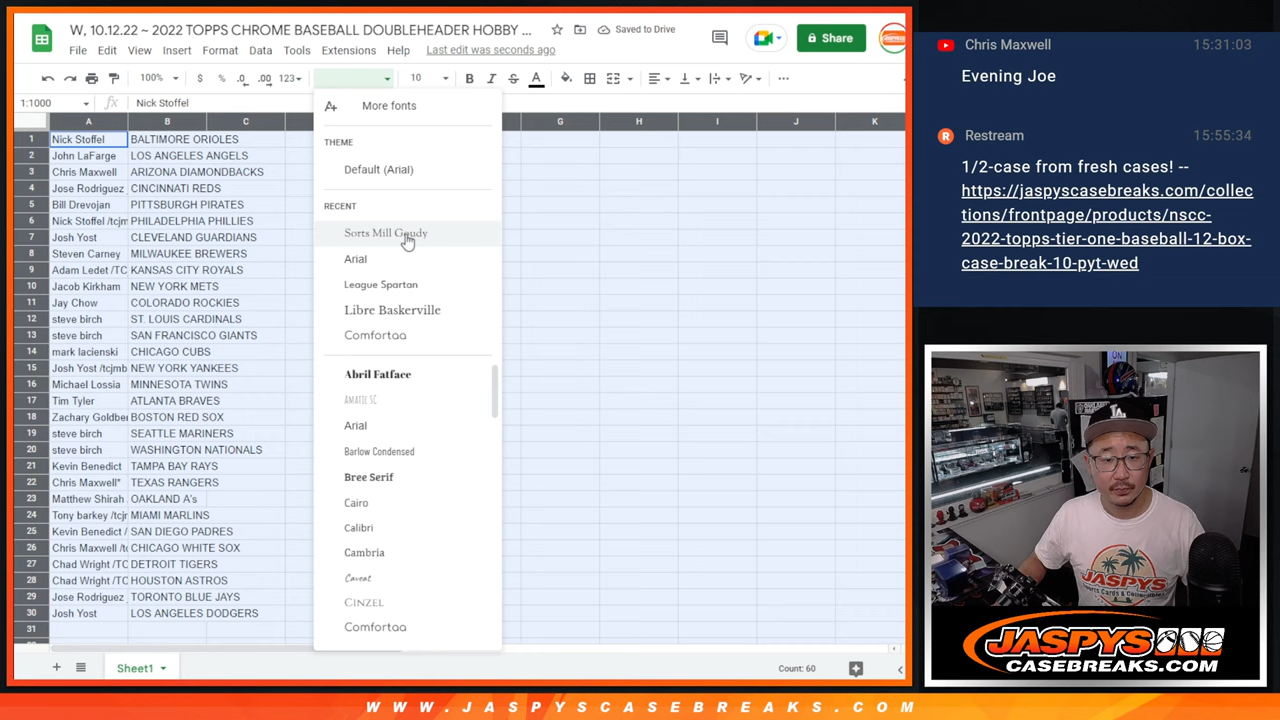 W, 10.12.22 ~ 2022 TOPPS CHROME BASEBALL DOUBLEHEADER HOBBY ...
Saved to Drive
File Edit View Insert Format Data Tools Extensions Help Last edit was seconds ago
Share
100% $ % .0 .00 123 10 B I S A
1:1000 fx Nick Stoffel
A B C G H I J K
1 Nick Stoffel BALTIMORE ORIOLES
2 John LaFarge LOS ANGELES ANGELS
3 Chris Maxwell ARIZONA DIAMONDBACKS
4 Jose Rodriguez CINCINNATI REDS
5 Bill Drevojan PITTSBURGH PIRATES
6 Nick Stoffel /tcjm PHILADELPHIA PHILLIES
7 Josh Yost CLEVELAND GUARDIANS
8 Steven Carney MILWAUKEE BREWERS
9 Adam Ledet /TC KANSAS CITY ROYALS
10 Jacob Kirkham NEW YORK METS
11 Jay Chow COLORADO ROCKIES
12 steve birch ST. LOUIS CARDINALS
13 steve birch SAN FRANCISCO GIANTS
14 mark lacienski CHICAGO CUBS
15 Josh Yost /tcjmb NEW YORK YANKEES
16 Michael Lossia MINNESOTA TWINS
17 Tim Tyler ATLANTA BRAVES
18 Zachary Goldber BOSTON RED SOX
19 steve birch SEATTLE MARINERS
20 steve birch WASHINGTON NATIONALS
21 Kevin Benedict TAMPA BAY RAYS
22 Chris Maxwell* TEXAS RANGERS
23 Matthew Shirah OAKLAND A's
24 Tony barkey /tcjm MIAMI MARLINS
25 Kevin Benedict / SAN DIEGO PADRES
26 Chris Maxwell /tc CHICAGO WHITE SOX
27 Chad Wright /TC DETROIT TIGERS
28 Chad Wright /TC HOUSTON ASTROS
29 Jose Rodriguez TORONTO BLUE JAYS
30 Josh Yost LOS ANGELES DODGERS
31
More fonts
THEME
Default (Arial)
RECENT
Sorts Mill Goudy
Arial
League Spartan
Libre Baskerville
Comfortaa
Abril Fatface
AMATIC SC
Arial
Barlow Condensed
Bree Serif
Cairo
Calibri
Cambria
Caveat
CINZEL
Comfortaa
Sheet1
Count: 60
Chris Maxwell 15:31:03
Evening Joe
Restream 15:55:34
1/2-case from fresh cases! --
https://jaspyscasebreaks.com/collec
tions/frontpage/products/nscc-
2022-topps-tier-one-baseball-12-box-
case-break-10-pyt-wed
ON
LA
JASPYS
JASPYS
CASEBREAKS.COM
WWW.JASPYSCASEBREAKS.COM